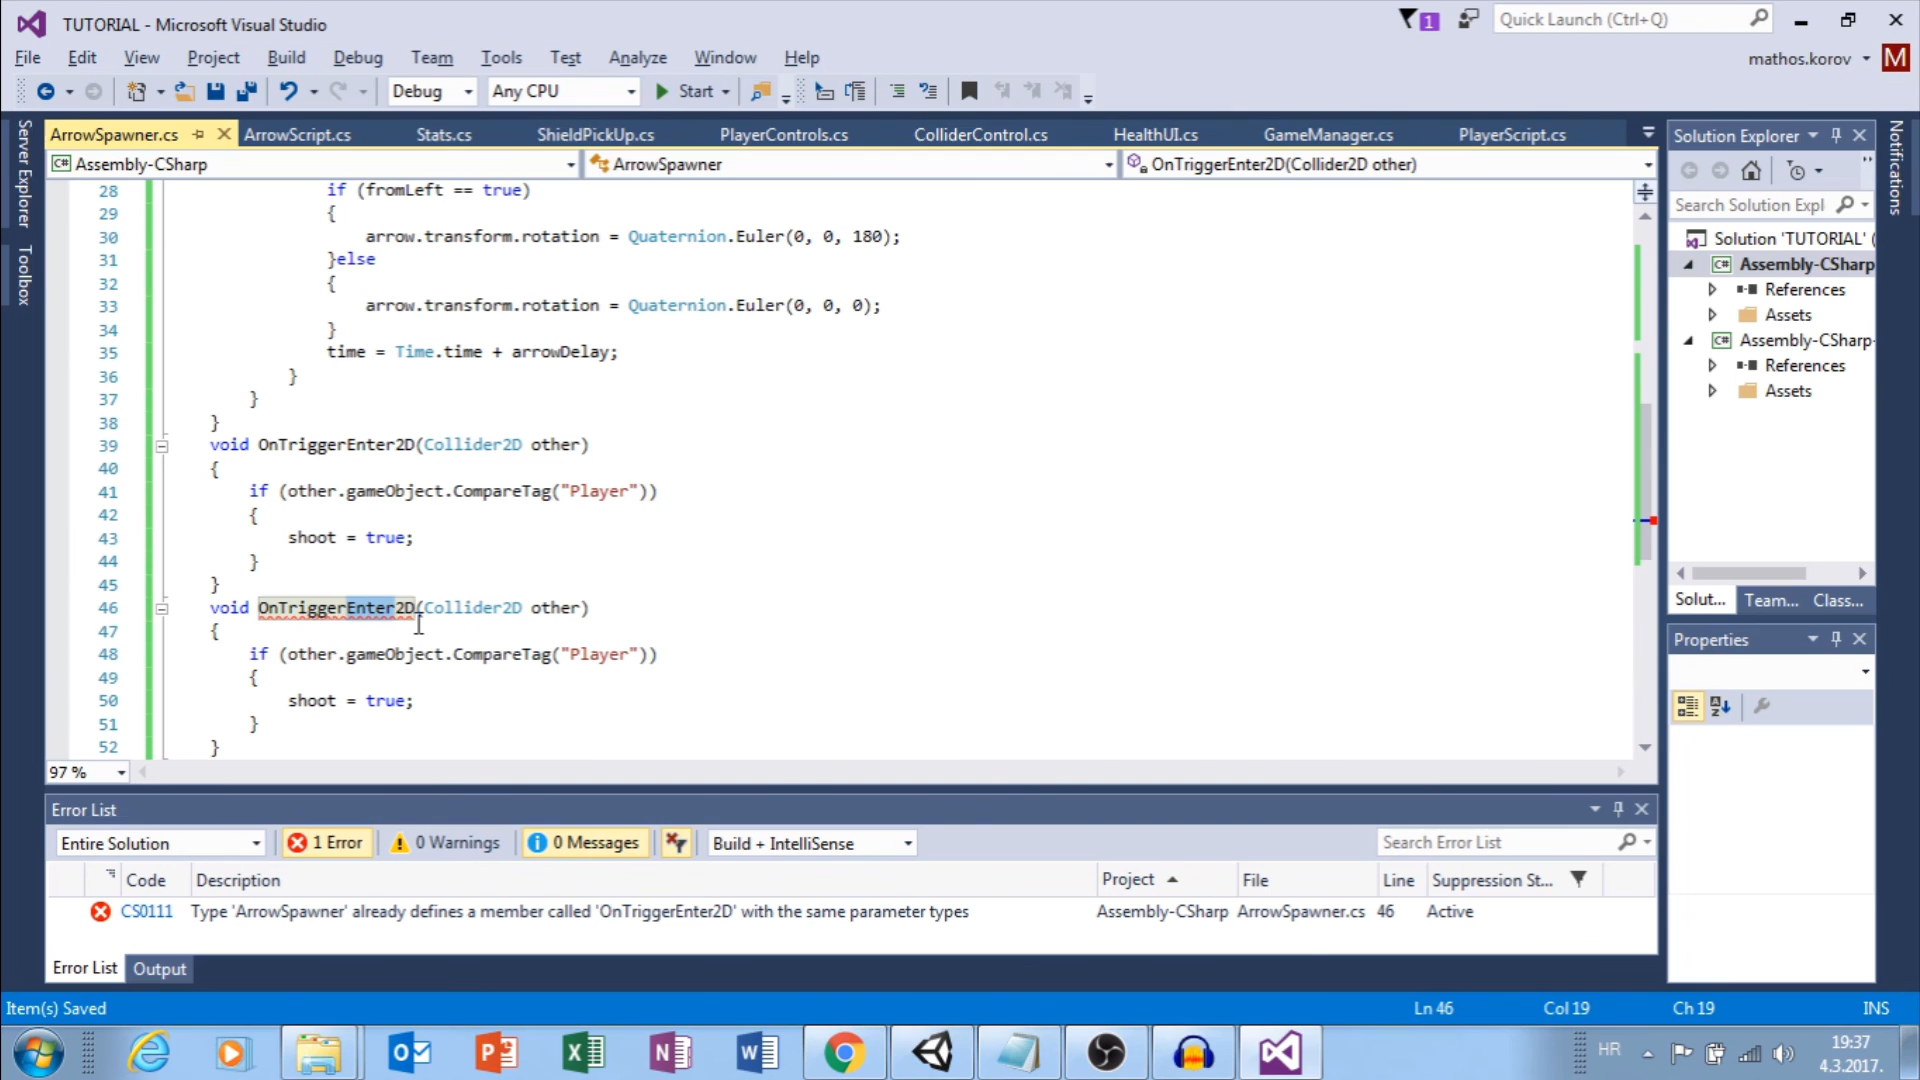 TUTORIAL - Microsoft Visual Studio
1
Quick Launch (Ctrl+Q)
File Edit View Project Build Debug Team Tools Test Analyze Window Help
mathos.korov M
Debug Any CPU Start
Server Explorer
Toolbox
ArrowSpawner.cs ArrowScript.cs Stats.cs ShieldPickUp.cs PlayerControls.cs ColliderControl.cs HealthUI.cs GameManager.cs PlayerScript.cs
C# Assembly-CSharp ArrowSpawner OnTriggerEnter2D(Collider2D other)
28 if (fromLeft == true)
29 {
30 arrow.transform.rotation = Quaternion.Euler(0, 0, 180);
31 }else
32 {
33 arrow.transform.rotation = Quaternion.Euler(0, 0, 0);
34 }
35 time = Time.time + arrowDelay;
36 }
37 }
38 }
39 void OnTriggerEnter2D(Collider2D other)
40 {
41 if (other.gameObject.CompareTag("Player"))
42 {
43 shoot = true;
44 }
45 }
46 void OnTriggerEnter2D(Collider2D other)
47 {
48 if (other.gameObject.CompareTag("Player"))
49 {
50 shoot = true;
51 }
52 }
97 %
Solution Explorer
Search Solution Expl
Solution 'TUTORIAL' (
C# Assembly-CSharp
References
Assets
C# Assembly-CSharp-
References
Assets
Solut... Team... Class...
Properties
Notifications
Error List
Entire Solution 1 Error 0 Warnings 0 Messages Build + IntelliSense Search Error List
Code Description Project File Line Suppression St...
CS0111 Type 'ArrowSpawner' already defines a member called 'OnTriggerEnter2D' with the same parameter types Assembly-CSharp ArrowSpawner.cs 46 Active
Error List Output
Item(s) Saved Ln 46 Col 19 Ch 19 INS
HR
19:37
4.3.2017.